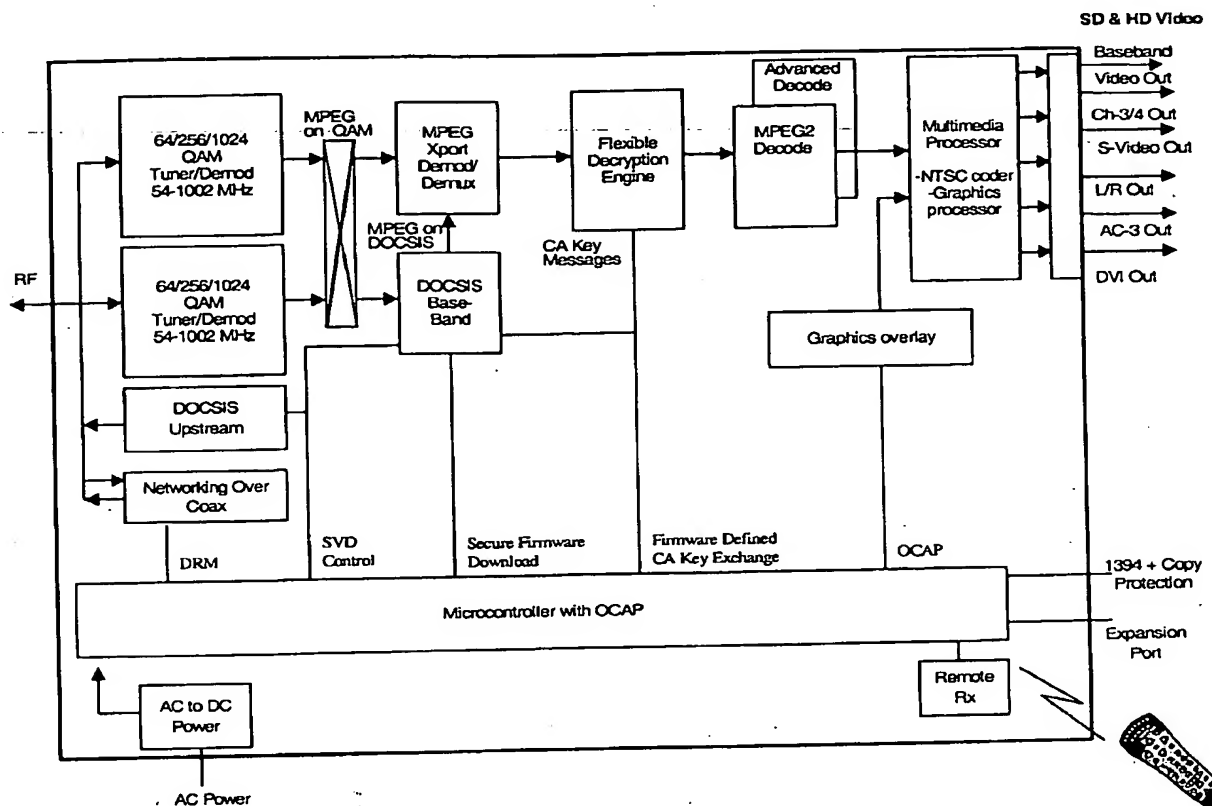 SD & HD Video
Baseband
Video Out
Ch-3/4 Out
S-Video Out
L/R Out
AC-3 Out
DVI Out
64/256/1024
QAM
Tuner/Demod
54-1002 MHz
MPEG
on QAM
MPEG
Xport
Demod/
Demux
Flexible
Decryption
Engine
Advanced
Decode
MPEG2
Decode
Multimedia
Processor
-NTSC coder
-Graphics
processor
MPEG on
DOCSIS
CA Key
Messages
RF
64/256/1024
QAM
Tuner/Demod
54-1002 MHz
DOCSIS
Base-
Band
Graphics overlay
DOCSIS
Upstream
Networking Over
Coax
DRM
SVD
Control
Secure Firmware
Download
Firmware Defined
CA Key Exchange
OCAP
Microcontroller with OCAP
1394 + Copy
Protection
Expansion
Port
AC to DC
Power
Remote
Rx
AC Power